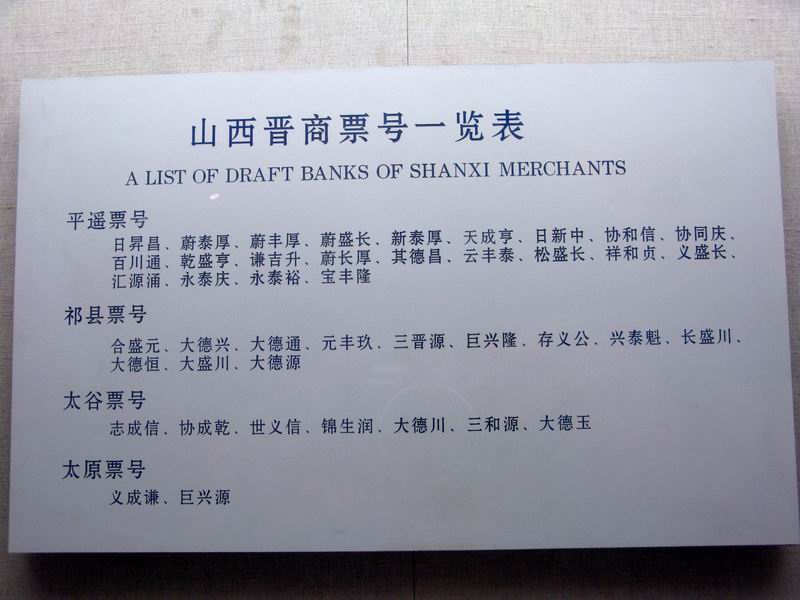 山西晋商票号一览表
A LIST OF DRAFT BANKS OF SHANXI MERCHANTS
平遥票号
日昇昌、蔚泰厚、蔚丰厚、蔚盛长、新泰厚、天成亨、日新中、协和信、协同庆、
百川通、乾盛亨、谦吉升、蔚长厚、其德昌、云丰泰、松盛长、祥和贞、义盛长、
汇源涌、永泰庆、永泰裕、宝丰隆
祁县票号
合盛元、大德兴、大德通、元丰玖、三晋源、巨兴隆、存义公、兴泰魁、长盛川、
大德恒、大盛川、大德源
太谷票号
志成信、协成乾、世义信、锦生润、大德川、三和源、大德玉
太原票号
义成谦、巨兴源